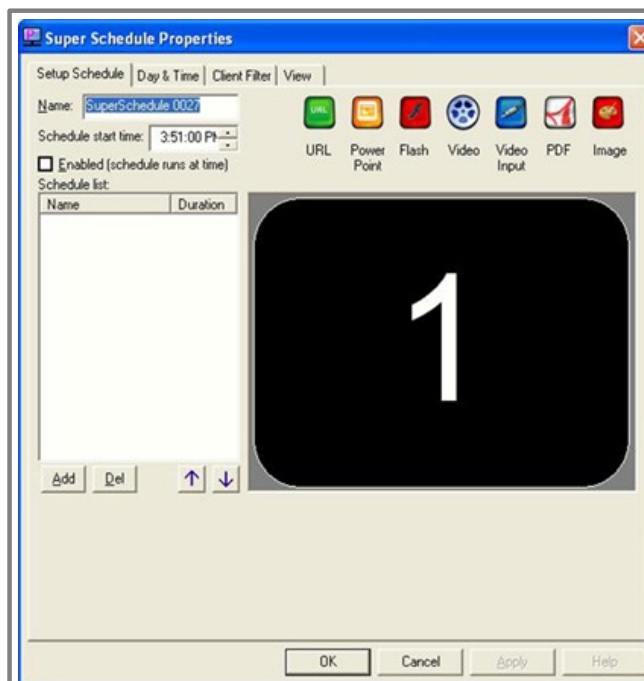 Super Schedule Properties
Setup Schedule Day & Time Client Filter View
Name: SuperSchedule 0027
Schedule start time: 3:51:00 PM
Enabled (schedule runs at time)
Schedule list:
Name Duration
URL
URL Power Point Flash Video Video Input PDF Image
1
Add Del
OK Cancel Apply Help